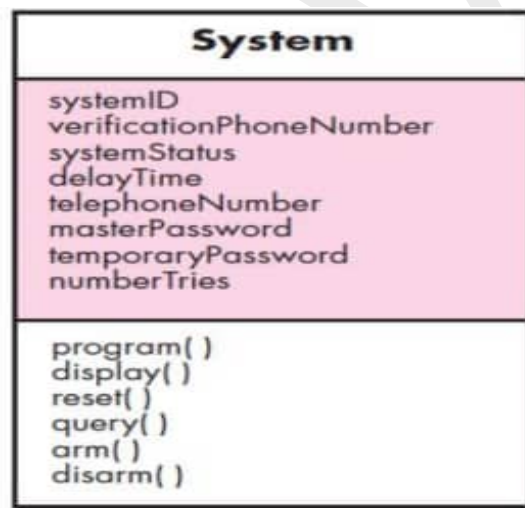 System
systemID
verificationPhoneNumber
systemStatus
delayTime
telephoneNumber
masterPassword
temporaryPassword
numberTries
program( )
display( )
reset( )
query( )
arm( )
disarm( )